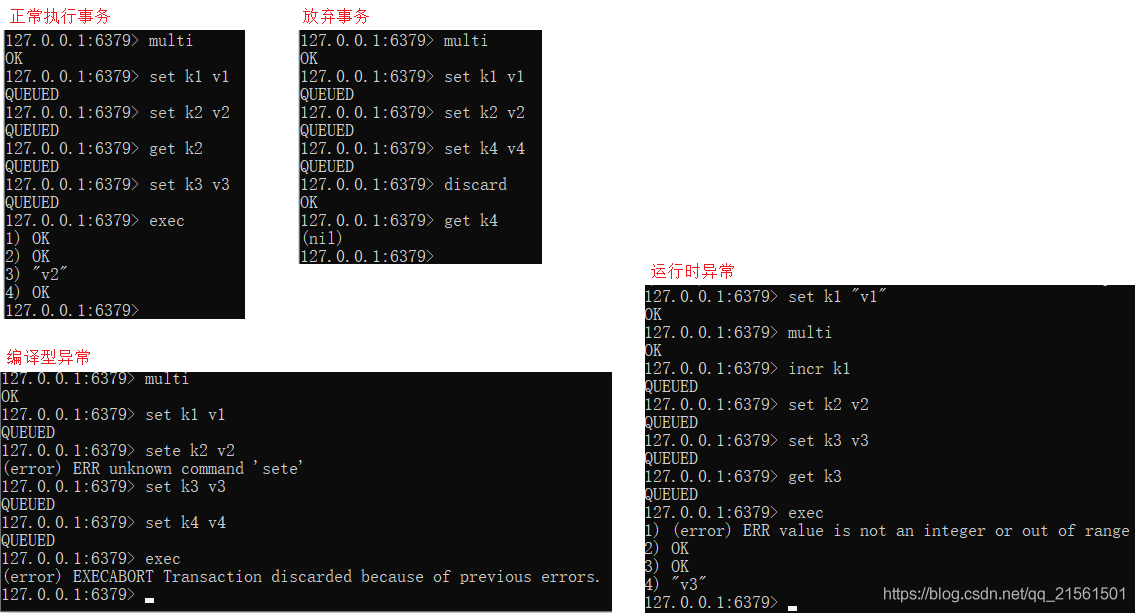 正常执行事务
127.0.0.1:6379> multi
OK
127.0.0.1:6379> set k1 v1
QUEUED
127.0.0.1:6379> set k2 v2
QUEUED
127.0.0.1:6379> get k2
QUEUED
127.0.0.1:6379> set k3 v3
QUEUED
127.0.0.1:6379> exec
1) OK
2) OK
3) "v2"
4) OK
127.0.0.1:6379>
放弃事务
127.0.0.1:6379> multi
OK
127.0.0.1:6379> set k1 v1
QUEUED
127.0.0.1:6379> set k2 v2
QUEUED
127.0.0.1:6379> set k4 v4
QUEUED
127.0.0.1:6379> discard
OK
127.0.0.1:6379> get k4
(nil)
127.0.0.1:6379>
编译型异常
127.0.0.1:6379> multi
OK
127.0.0.1:6379> set k1 v1
QUEUED
127.0.0.1:6379> sete k2 v2
(error) ERR unknown command 'sete'
127.0.0.1:6379> set k3 v3
QUEUED
127.0.0.1:6379> set k4 v4
QUEUED
127.0.0.1:6379> exec
(error) EXECABORT Transaction discarded because of previous errors.
127.0.0.1:6379>
运行时异常
127.0.0.1:6379> set k1 "v1"
OK
127.0.0.1:6379> multi
OK
127.0.0.1:6379> incr k1
QUEUED
127.0.0.1:6379> set k2 v2
QUEUED
127.0.0.1:6379> set k3 v3
QUEUED
127.0.0.1:6379> get k3
QUEUED
127.0.0.1:6379> exec
1) (error) ERR value is not an integer or out of range
2) OK
3) OK
4) "v3"
127.0.0.1:6379>
https://blog.csdn.net/qq_21561501